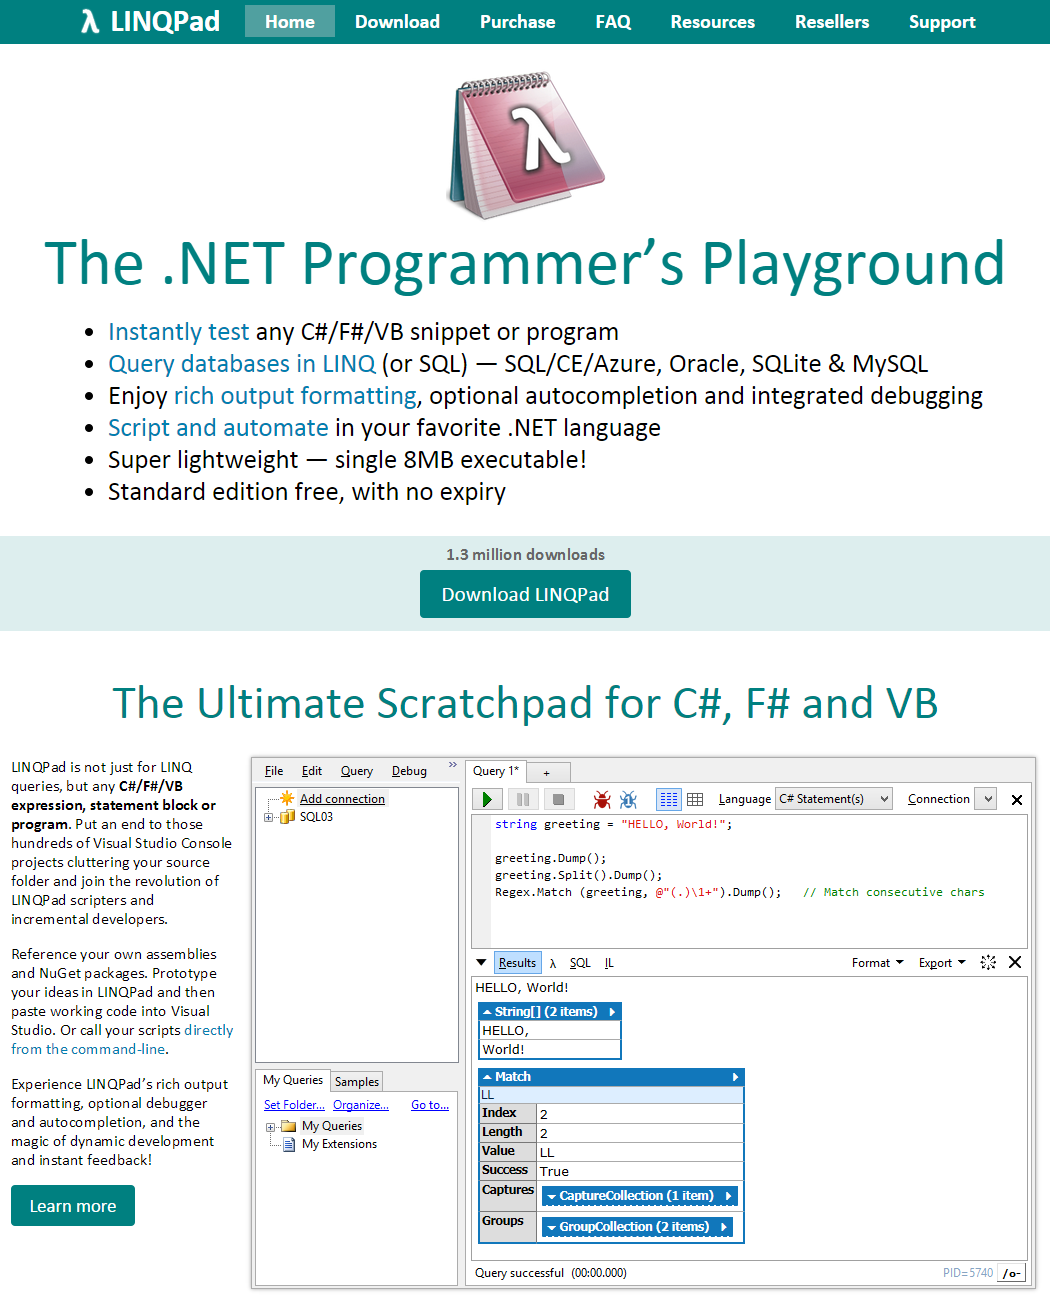 λ LINQPad Home Download Purchase FAQ Resources Resellers Support
λ
The .NET Programmer's Playground
• Instantly test any C#/F#/VB snippet or program
• Query databases in LINQ (or SQL) — SQL/CE/Azure, Oracle, SQLite & MySQL
• Enjoy rich output formatting, optional autocompletion and integrated debugging
• Script and automate in your favorite .NET language
• Super lightweight — single 8MB executable!
• Standard edition free, with no expiry
1.3 million downloads
Download LINQPad
The Ultimate Scratchpad for C#, F# and VB
LINQPad is not just for LINQ
queries, but any C#/F#/VB
expression, statement block or
program. Put an end to those
hundreds of Visual Studio Console
projects cluttering your source
folder and join the revolution of
LINQPad scripters and
incremental developers.
Reference your own assemblies
and NuGet packages. Prototype
your ideas in LINQPad and then
paste working code into Visual
Studio. Or call your scripts directly
from the command-line.
Experience LINQPad's rich output
formatting, optional debugger
and autocompletion, and the
magic of dynamic development
and instant feedback!
Learn more
File Edit Query Debug »
Add connection
SQL03
My Queries Samples
Set Folder... Organize... Go to...
My Queries
My Extensions
Query 1* +
Language C# Statement(s) Connection
string greeting = "HELLO, World!";
greeting.Dump();
greeting.Split().Dump();
Regex.Match (greeting, @"(.)\1+").Dump(); // Match consecutive chars
Results λ SQL IL Format Export
HELLO, World!
String[] (2 items)
HELLO,
World!
Match
LL
Index 2
Length 2
Value LL
Success True
Captures CaptureCollection (1 item)
Groups GroupCollection (2 items)
Query successful (00:00.000) PID=5740 /o-